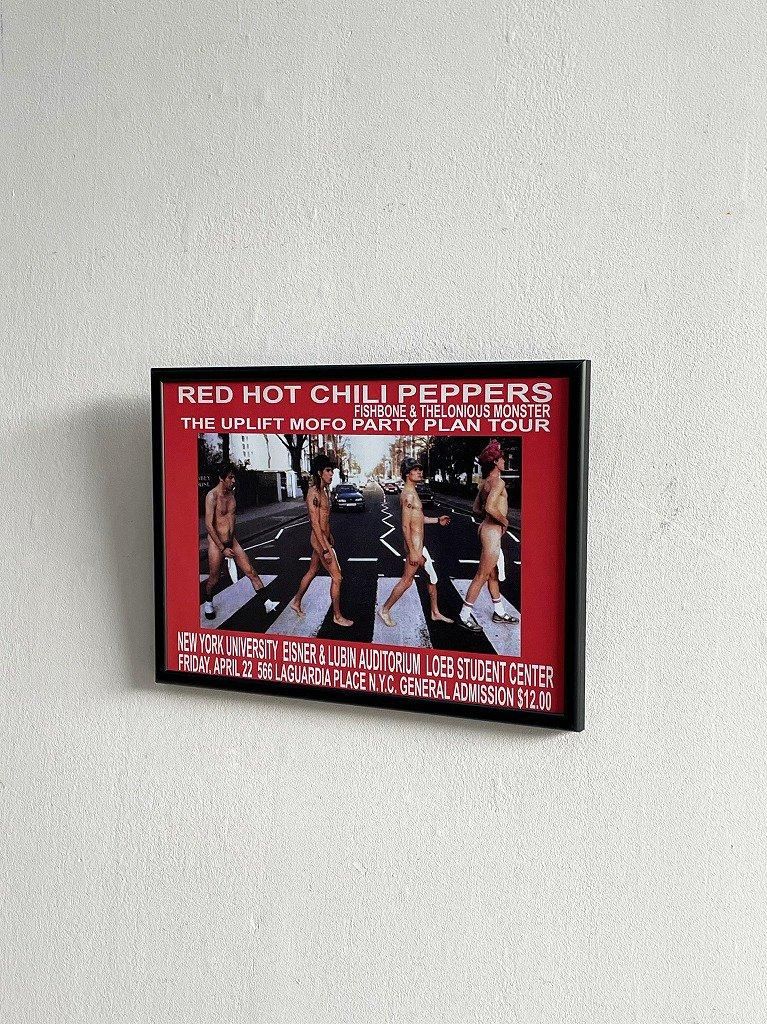 RED HOT CHILI PEPPERS
FISHBONE & THELONIOUS MONSTER
THE UPLIFT MOFO PARTY PLAN TOUR
NEW YORK UNIVERSITY EISNER & LUBIN AUDITORIUM LOEB STUDENT CENTER
FRIDAY, APRIL 22 566 LAGUARDIA PLACE N.Y.C. GENERAL ADMISSION $12.00